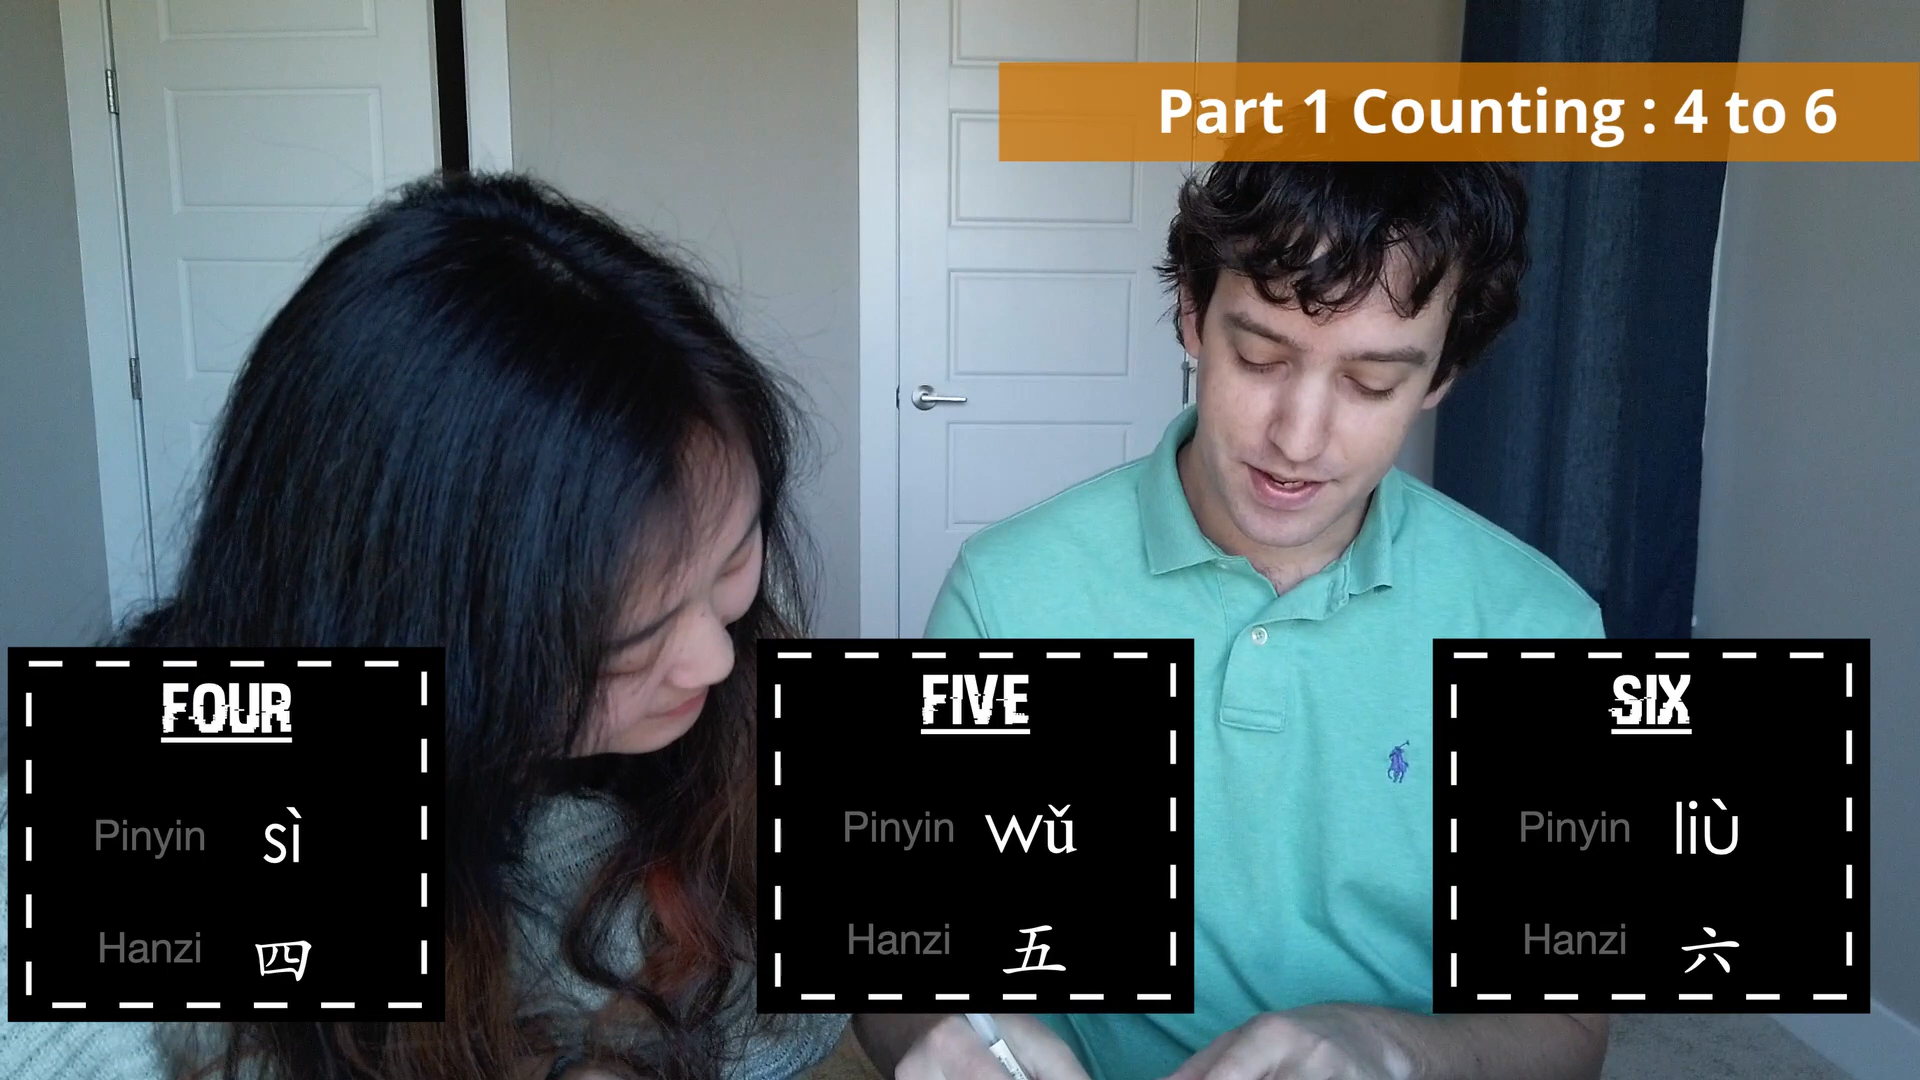 Part 1 Counting : 4 to 6
FOUR
Pinyin sì
Hanzi 四
FIVE
Pinyin wǔ
Hanzi 五
SIX
Pinyin liù
Hanzi 六